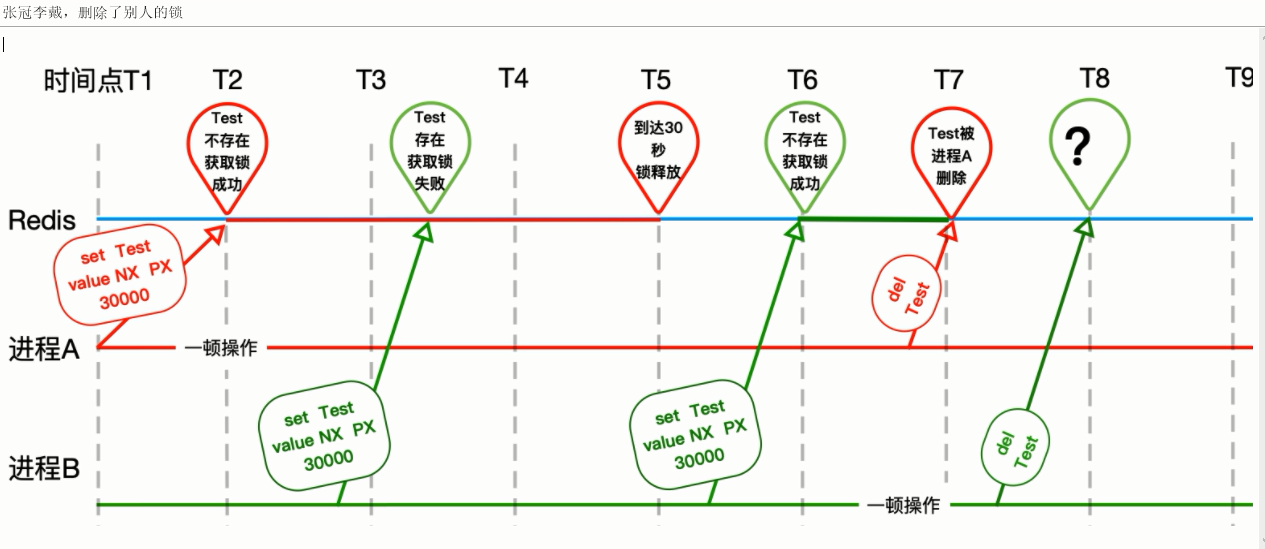 张冠李戴，删除了别人的锁
时间点T1 T2 T3 T4 T5 T6 T7 T8 T9
Test
不存在
获取锁
成功
Test
存在
获取锁
失败
到达30
秒
锁释放
Test
不存在
获取锁
成功
Test被
进程A
删除
?
Redis
set Test
value NX PX
30000
del
Test
进程A
一顿操作
set Test
value NX PX
30000
set Test
value NX PX
30000
del
Test
进程B
一顿操作